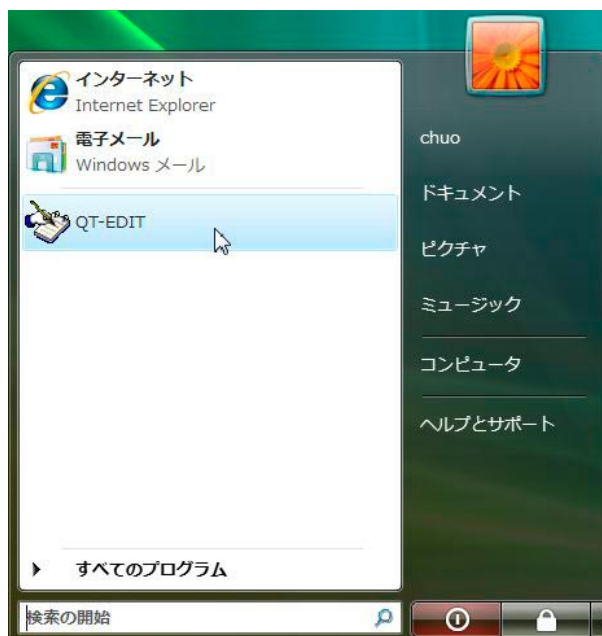 インターネット
Internet Explorer
電子メール
Windows メール
QT-EDIT
すべてのプログラム
検索の開始
chuo
ドキュメント
ピクチャ
ミュージック
コンピュータ
ヘルプとサポート